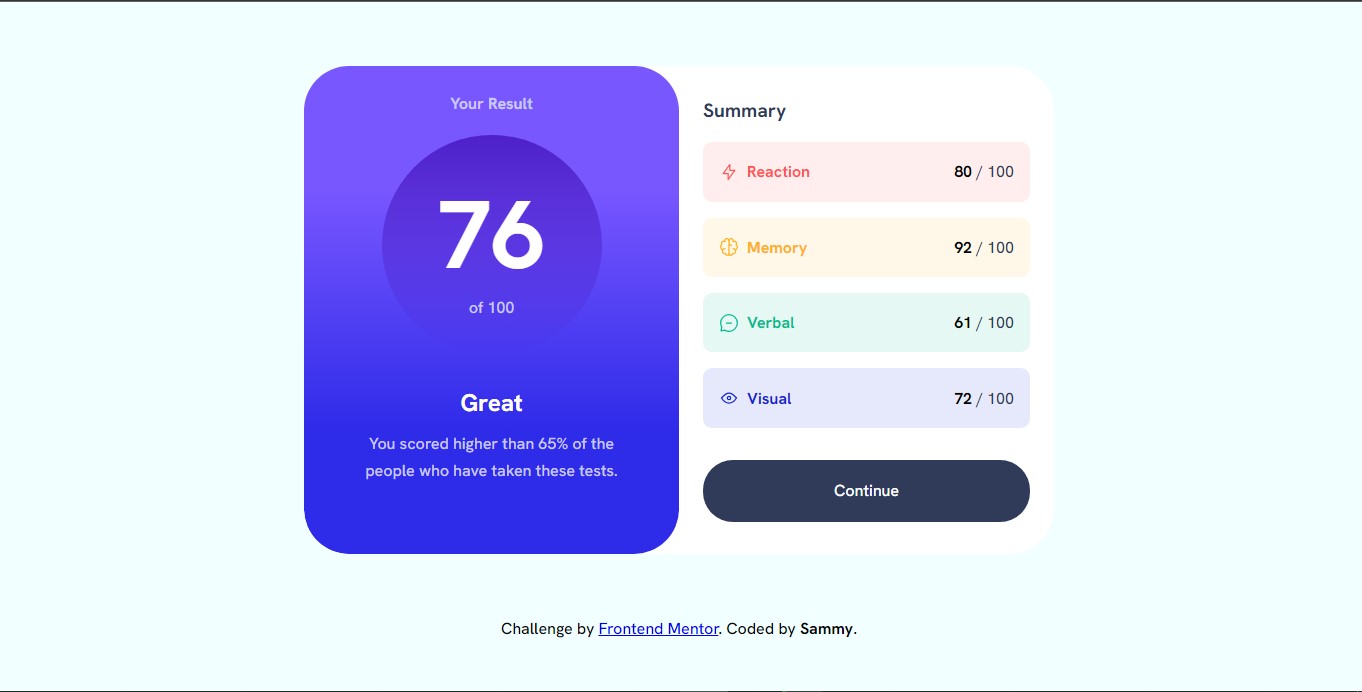 Your Result
76
of 100
Great
You scored higher than 65% of the
people who have taken these tests.
Summary
Reaction 80 / 100
Memory 92 / 100
Verbal 61 / 100
Visual 72 / 100
Continue
Challenge by Frontend Mentor. Coded by Sammy.